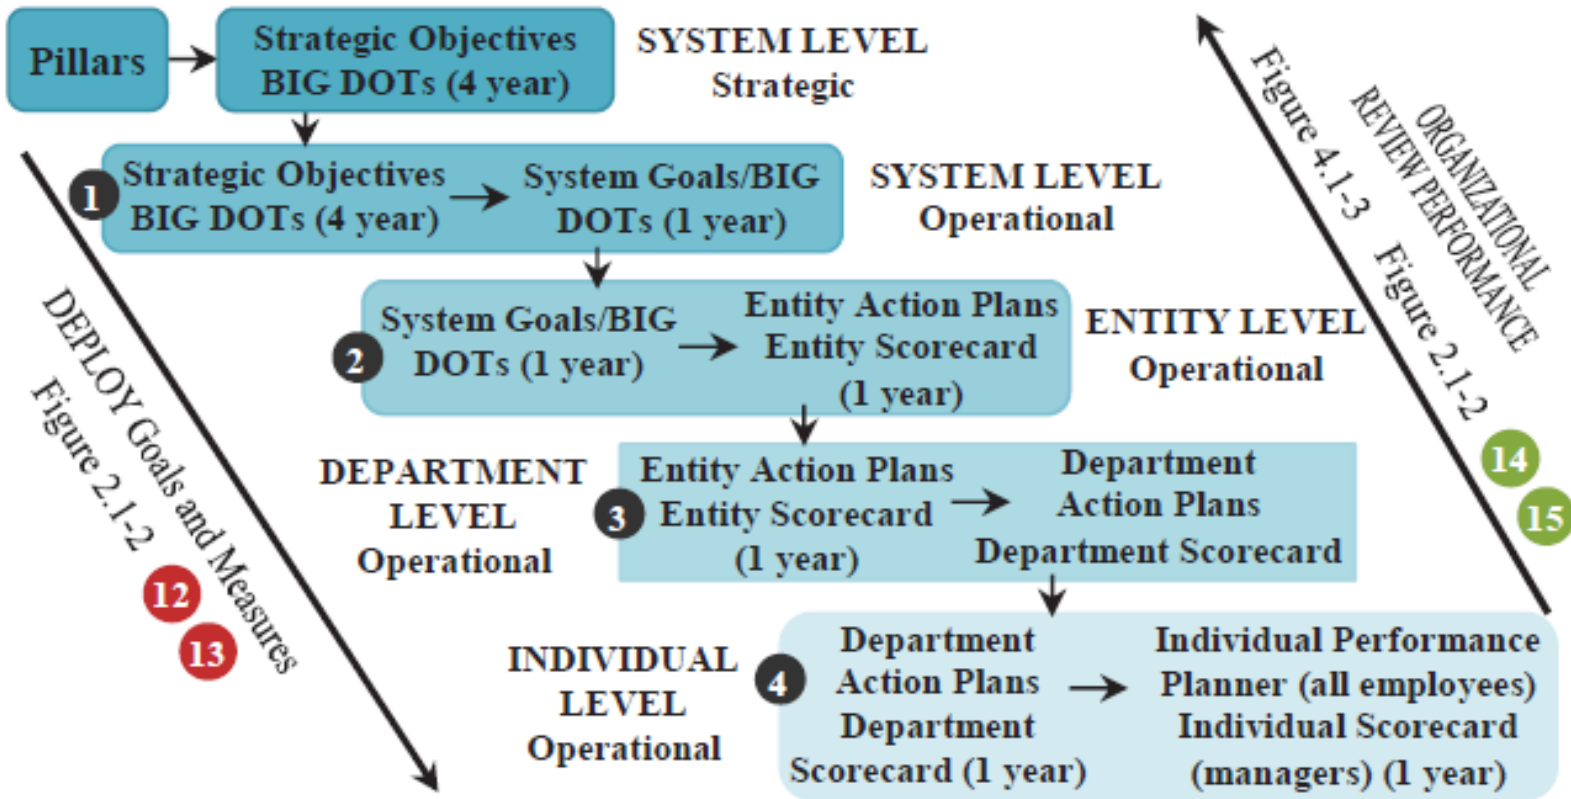 Pillars
Strategic Objectives
BIG DOTs (4 year)
SYSTEM LEVEL
Strategic
1
Strategic Objectives
BIG DOTs (4 year)
System Goals/BIG
DOTs (1 year)
SYSTEM LEVEL
Operational
2
System Goals/BIG
DOTs (1 year)
Entity Action Plans
Entity Scorecard
(1 year)
ENTITY LEVEL
Operational
DEPARTMENT
LEVEL
Operational
3
Entity Action Plans
Entity Scorecard
(1 year)
Department
Action Plans
Department Scorecard
INDIVIDUAL
LEVEL
Operational
4
Department
Action Plans
Department
Scorecard (1 year)
Individual Performance
Planner (all employees)
Individual Scorecard
(managers) (1 year)
DEPLOY Goals and Measures
Figure 2.1-2
12
13
ORGANIZATIONAL
REVIEW PERFORMANCE
Figure 4.1-3 Figure 2.1-2
14
15